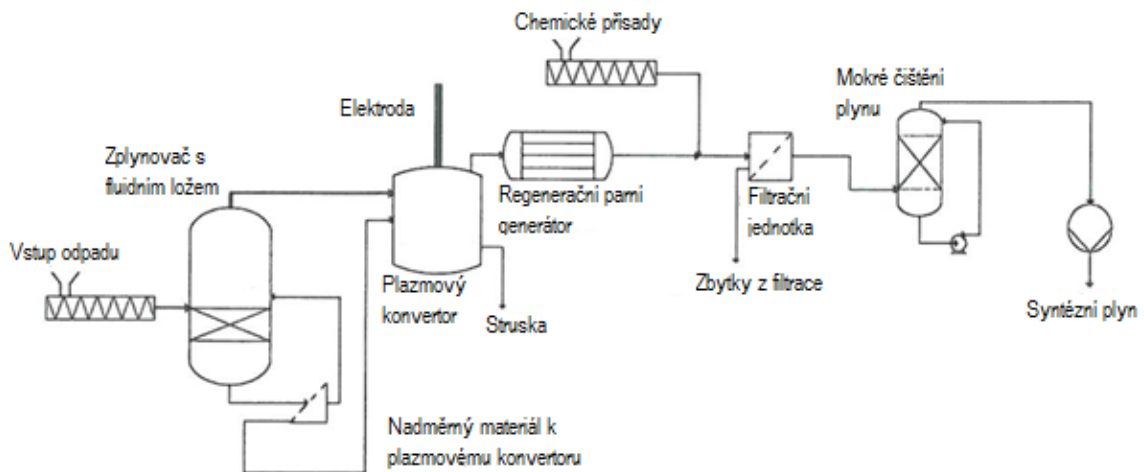 Chemické přísady
Mokré čištění
plynu
Elektroda
Zplynovač s
fluidním ložem
Regenerační parní
generátor
Filtrační
jednotka
Vstup odpadu
Plazmový
konvertor
Struska
Zbytky z filtrace
Syntézní plyn
Nadměrný materiál k
plazmovému konvertoru